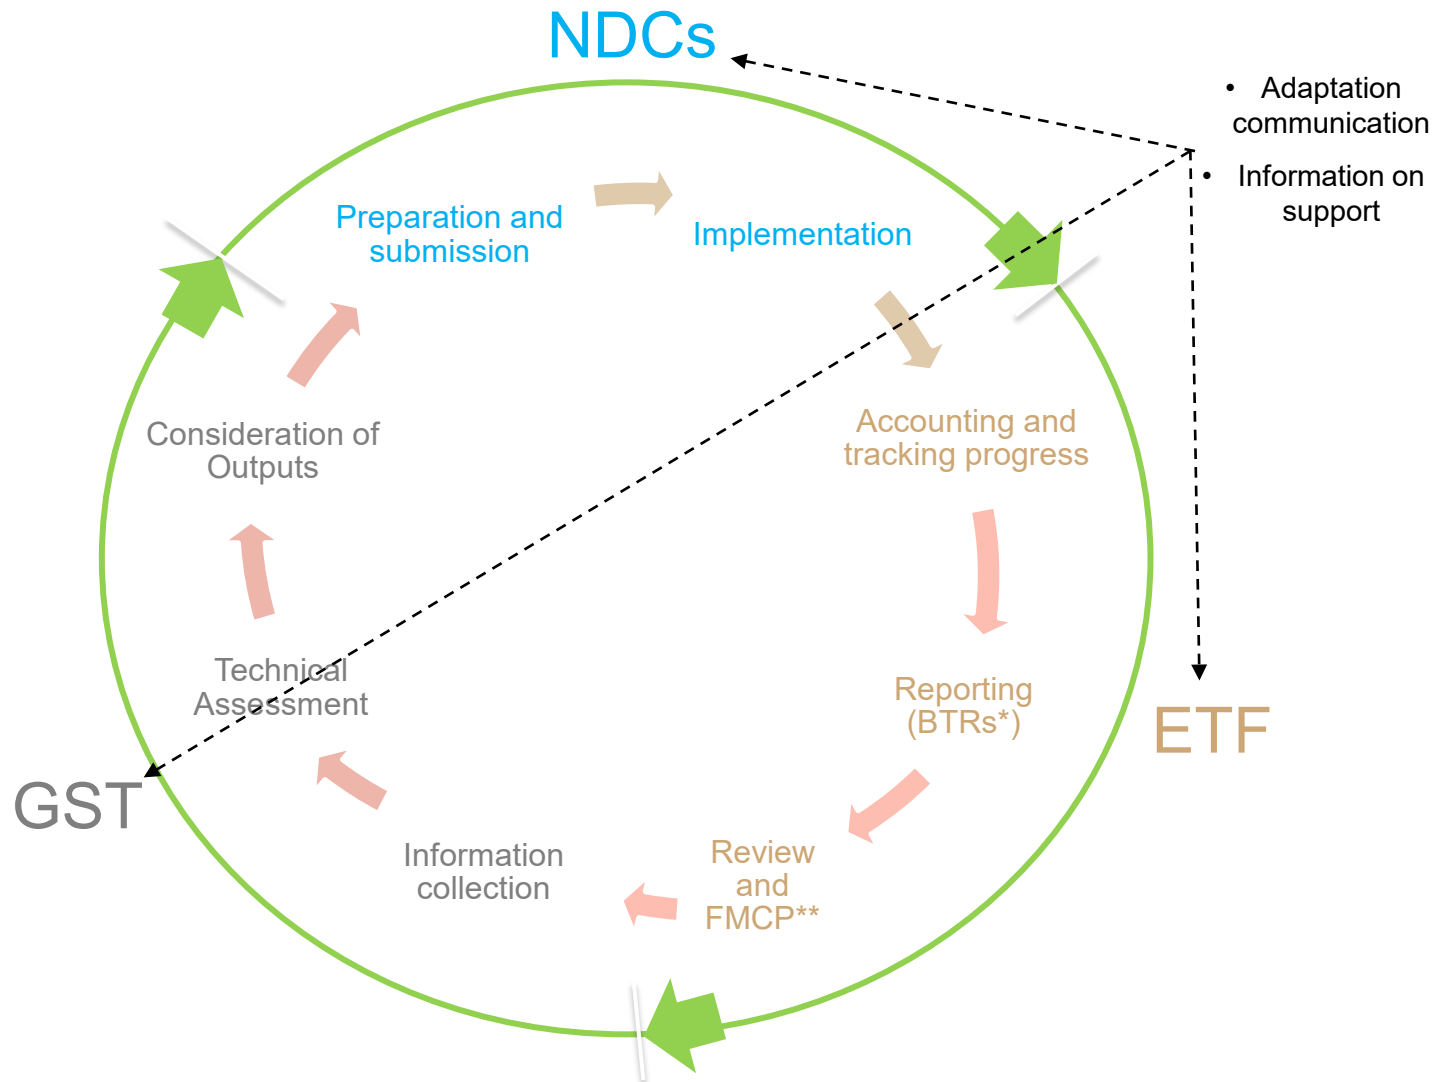 NDCs
• Adaptation
communication
• Information on
support
Preparation and
submission
Implementation
Accounting and
tracking progress
Reporting
(BTRs*)
ETF
Review
and
FMCP**
Information
collection
GST
Technical
Assessment
Consideration of
Outputs